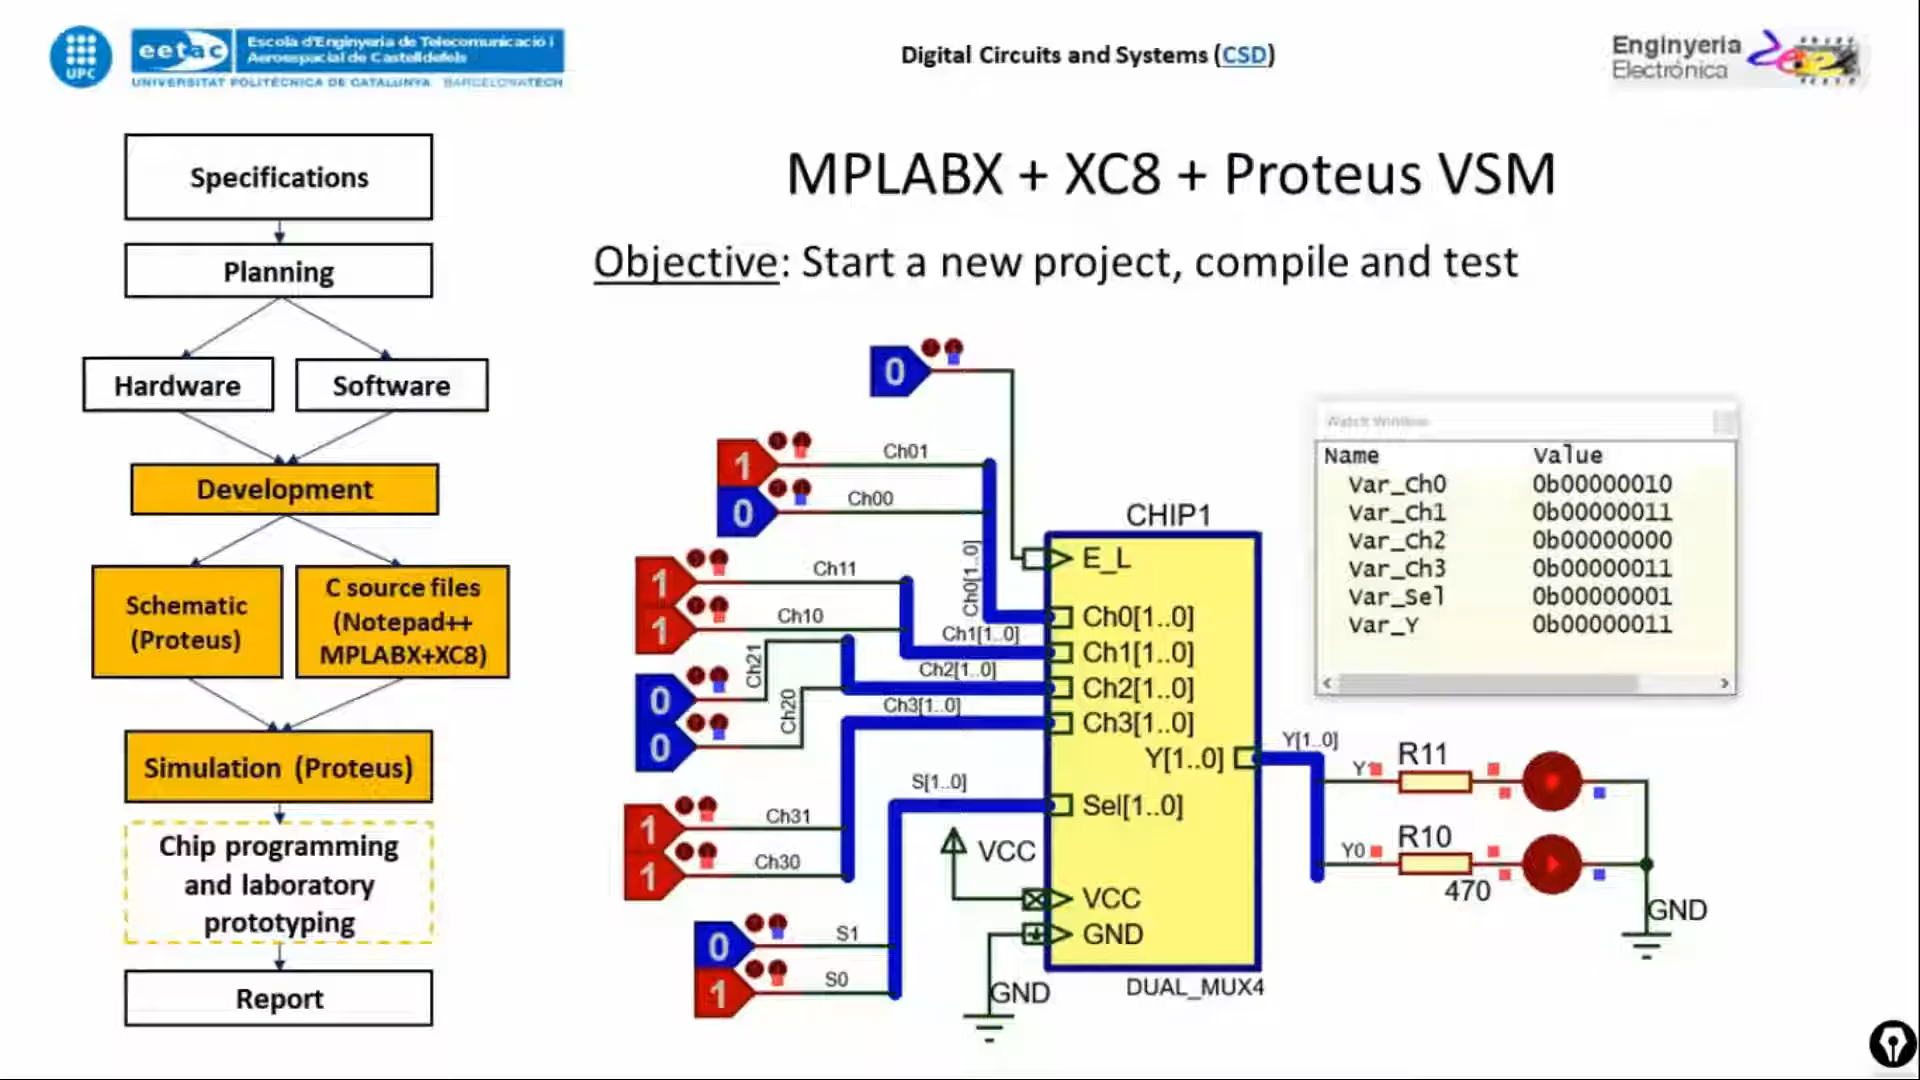 UPC
eetac
Escola d'Enginyeria de Telecomunicació i
Aeroespacial de Castelldefels
UNIVERSITAT POLITÈCNICA DE CATALUNYA BARCELONATECH
Digital Circuits and Systems (CSD)
Enginyeria
Electrónica
MPLABX + XC8 + Proteus VSM
Objective: Start a new project, compile and test
Specifications
Planning
Hardware
Software
Development
Schematic
(Proteus)
C source files
(Notepad++
MPLABX+XC8)
Simulation (Proteus)
Chip programming
and laboratory
prototyping
Report
0
1
Ch01
0
Ch00
Ch0[1..0]
1
Ch11
1
Ch10
Ch1[1..0]
0
Ch21
0
Ch20
Ch2[1..0]
Ch3[1..0]
1
Ch31
1
Ch30
S[1..0]
0
S1
1
S0
CHIP1
E_L
Ch0[1..0]
Ch1[1..0]
Ch2[1..0]
Ch3[1..0]
Y[1..0]
Sel[1..0]
VCC
VCC
GND
GND
DUAL_MUX4
Y[1..0]
R11
Y0
R10
470
GND
Watch Window
Name Value
Var_Ch0 0b00000010
Var_Ch1 0b00000011
Var_Ch2 0b00000000
Var_Ch3 0b00000011
Var_Sel 0b00000001
Var_Y 0b00000011